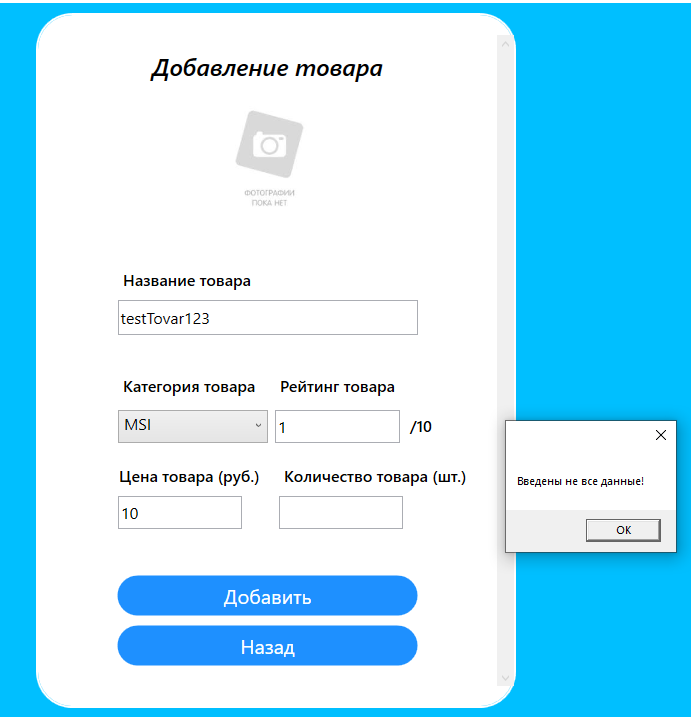 Добавление товара
ФОТОГРАФИИ
ПОКА НЕТ
Название товара
testTovar123
Категория товара Рейтинг товара
MSI 1 /10
Цена товара (руб.) Количество товара (шт.)
10
Введены не все данные!
OK
Добавить
Назад